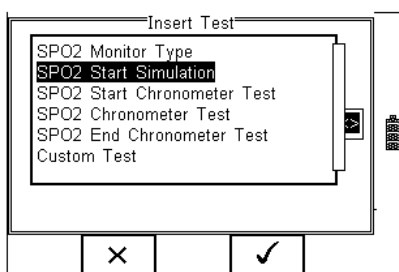 Insert Test
SPO2 Monitor Type
SPO2 Start Simulation
SPO2 Start Chronometer Test
SPO2 Chronometer Test
SPO2 End Chronometer Test
Custom Test